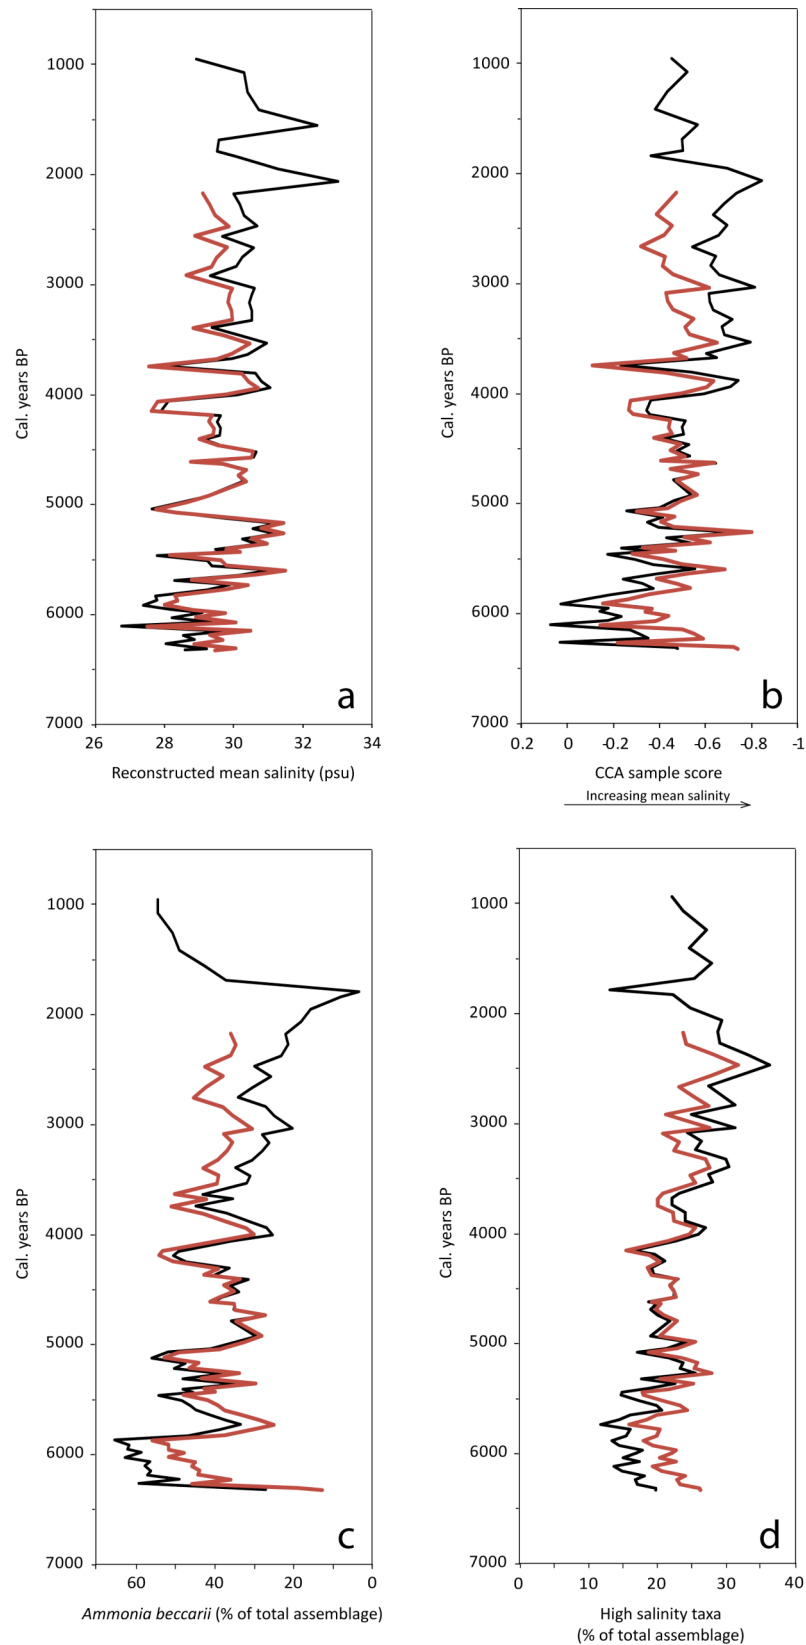 1000
2000
3000
4000
5000
6000
7000
Cal. years BP
26 28 30 32 34
Reconstructed mean salinity (psu)
a
1000
2000
3000
4000
5000
6000
7000
Cal. years BP
0.2 0 -0.2 -0.4 -0.6 -0.8 -1
CCA sample score
Increasing mean salinity
b
1000
2000
3000
4000
5000
6000
7000
Cal. years BP
60 40 20 0
Ammonia beccarii (% of total assemblage)
c
1000
2000
3000
4000
5000
6000
7000
Cal. years BP
0 10 20 30 40
High salinity taxa
(% of total assemblage)
d